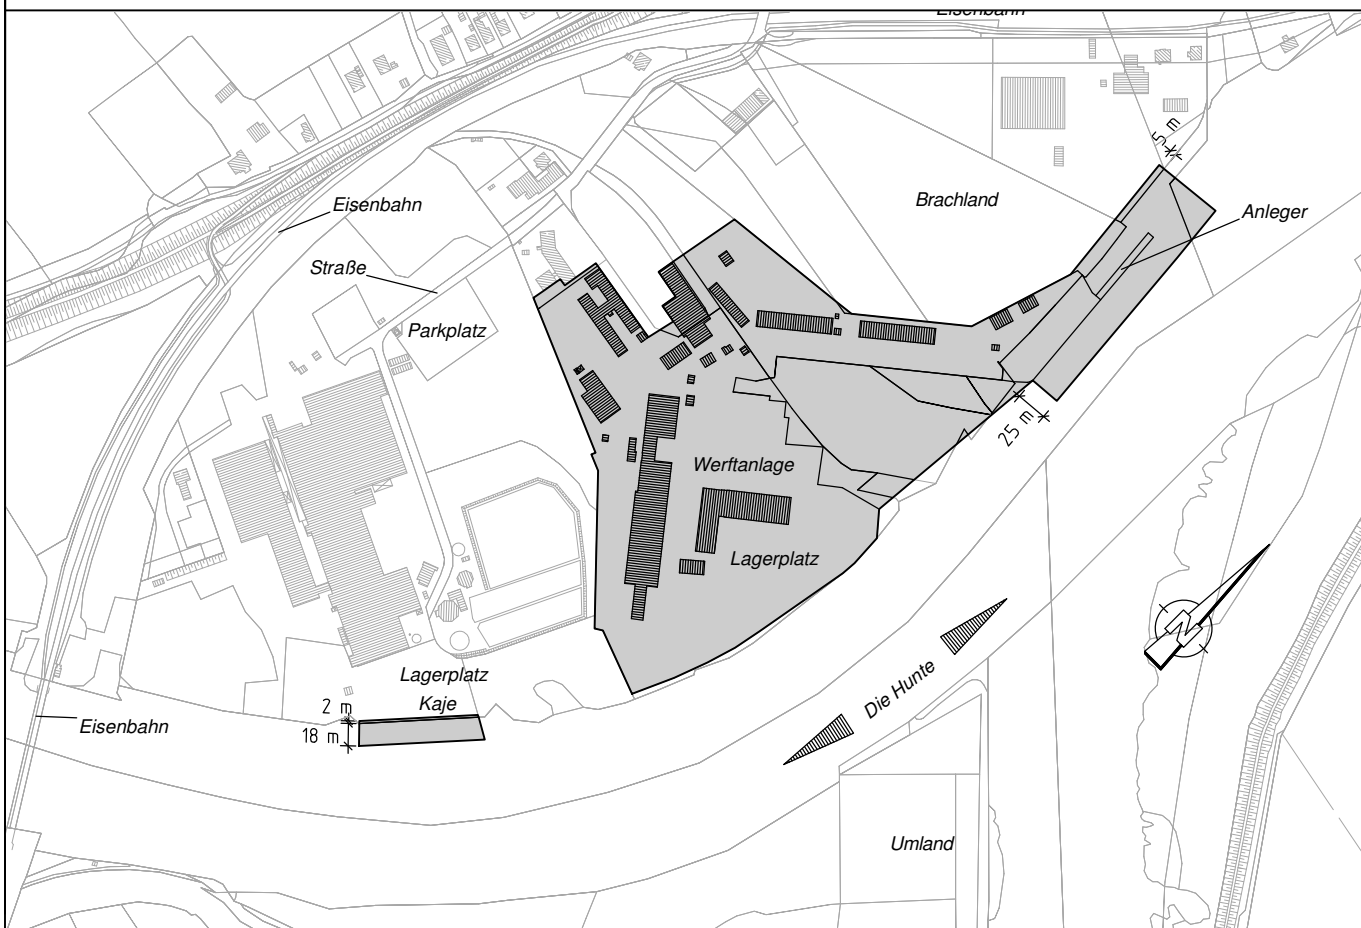 Eisenbahn
5 m
Brachland
Eisenbahn
Anleger
Straße
Parkplatz
25 m
Werftanlage
Lagerplatz
N
Lagerplatz
Kaje
Die Hunte
2 m
Eisenbahn
18 m
Umland